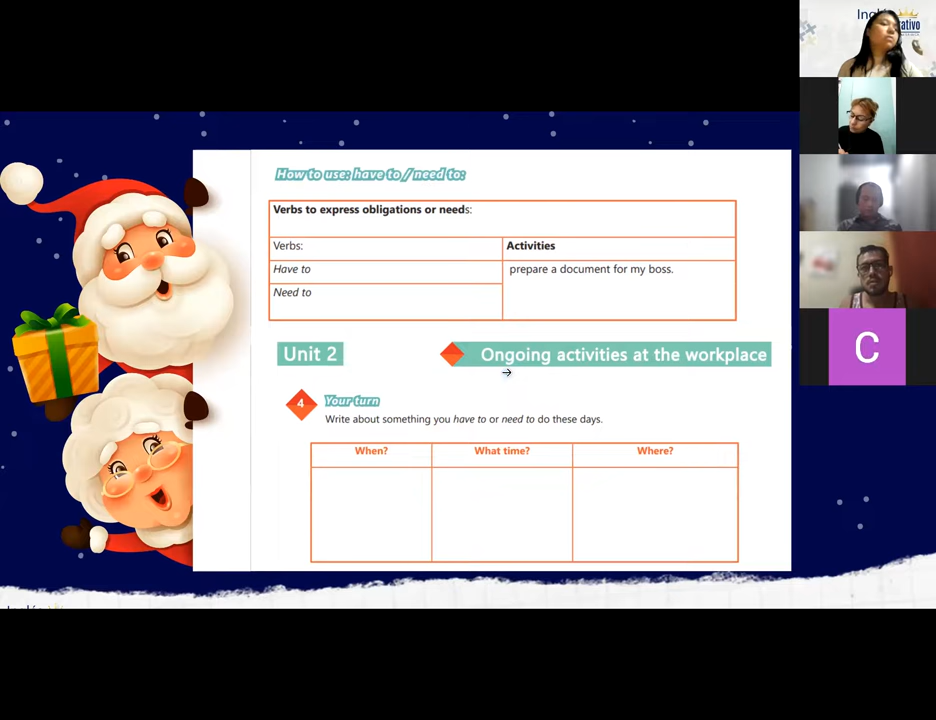 How to use: have to / need to:
Verbs to express obligations or needs:
Verbs:
Activities
Have to
prepare a document for my boss.
Need to
Unit 2
Ongoing activities at the workplace
4
Your turn
Write about something you have to or need to do these days.
When?
What time?
Where?
C